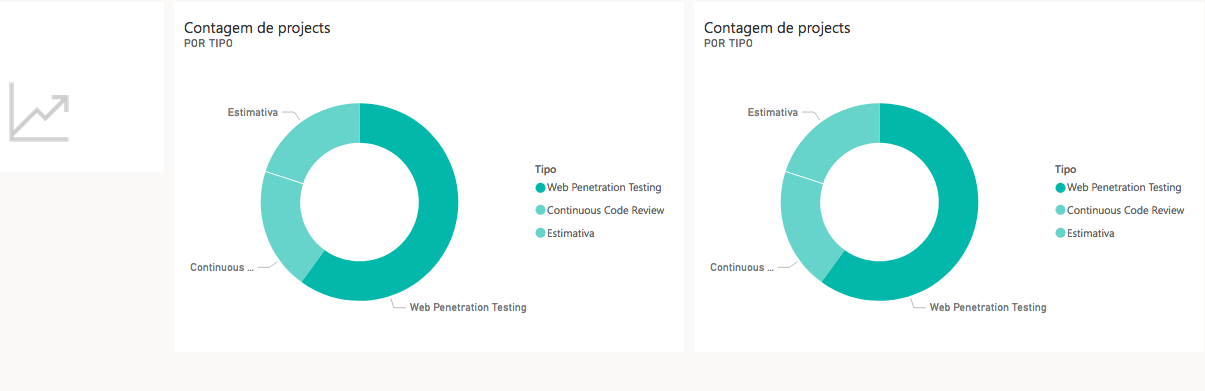 Contagem de projects
POR TIPO
Estimativa
Continuous ...
Web Penetration Testing
Tipo
Web Penetration Testing
Continuous Code Review
Estimativa
Contagem de projects
POR TIPO
Estimativa
Continuous ...
Web Penetration Testing
Tipo
Web Penetration Testing
Continuous Code Review
Estimativa